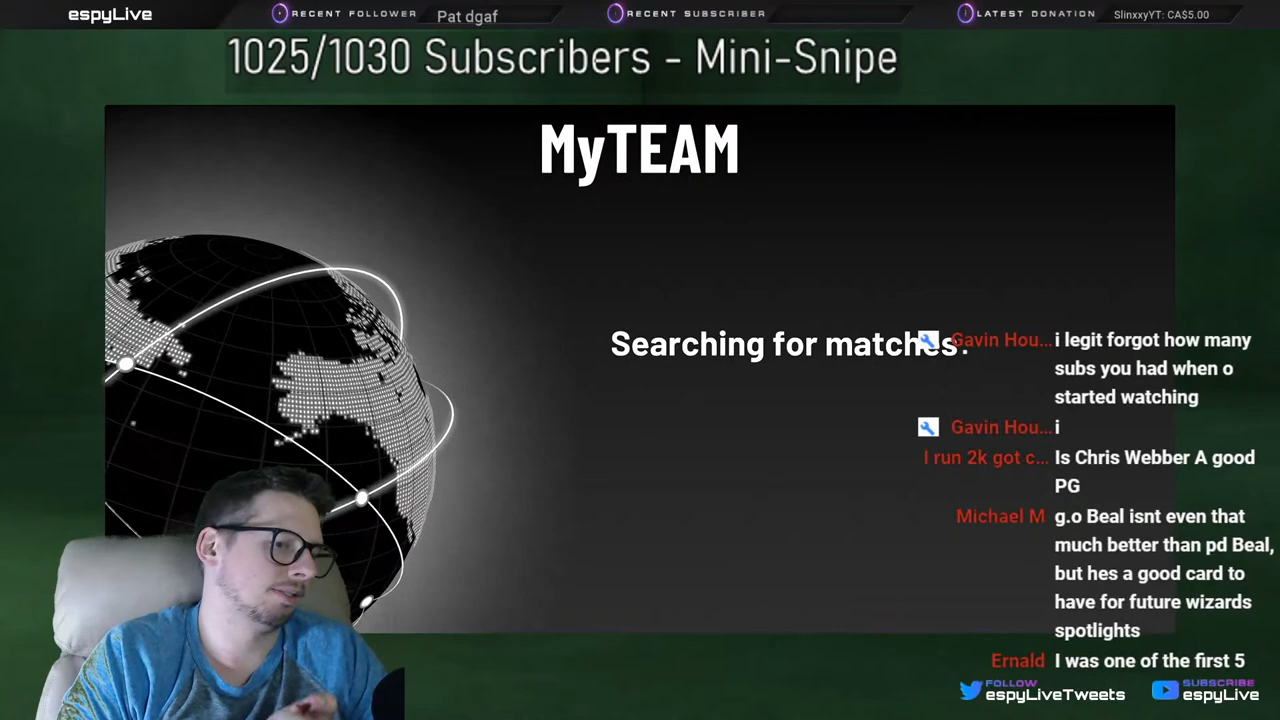 espyLive
RECENT FOLLOWER
Pat dgaf
RECENT SUBSCRIBER
LATEST DONATION
SlinxxyYT: CA$5.00
1025/1030 Subscribers - Mini-Snipe
MyTEAM
Searching for matches.
Gavin Hou... i legit forgot how many
subs you had when o
started watching
Gavin Hou... i
I run 2k got c... Is Chris Webber A good
PG
Michael M g.o Beal isnt even that
much better than pd Beal,
but hes a good card to
have for future wizards
spotlights
Ernald I was one of the first 5
FOLLOW
espyLiveTweets
SUBSCRIBE
espyLive